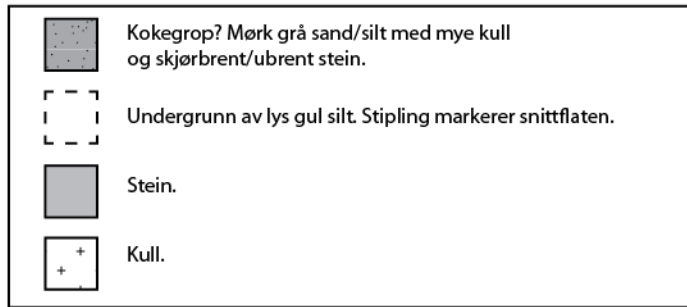 Kokegrop? Mørk grå sand/silt med mye kull
og skjørbrent/ubrent stein.
Undergrunn av lys gul silt. Stipling markerer snittflaten.
Stein.
Kull.